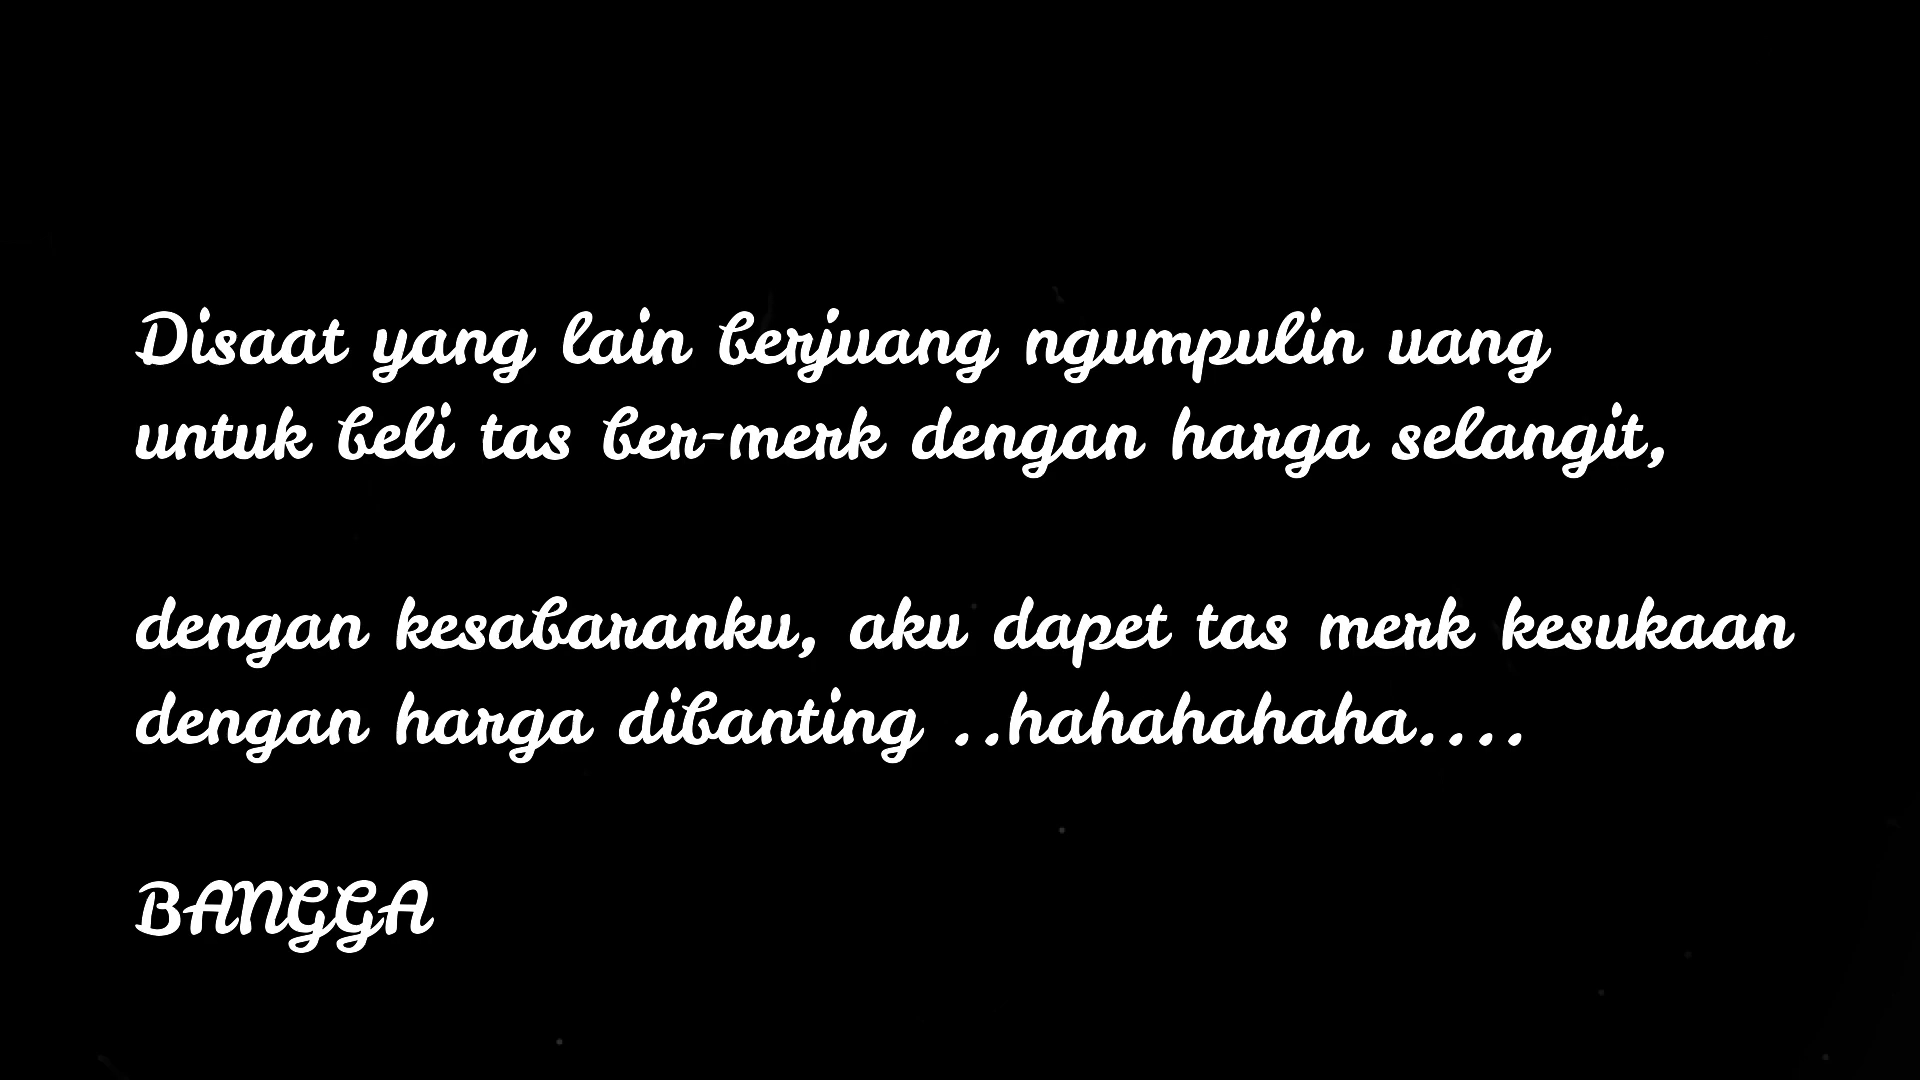 Disaat yang lain berjuang ngumpulin uang
untuk beli tas ber-merk dengan harga selangit,
dengan kesabaranku, aku dapet tas merk kesukaan
dengan harga dibanting ..hahahahaha....
BANGGA